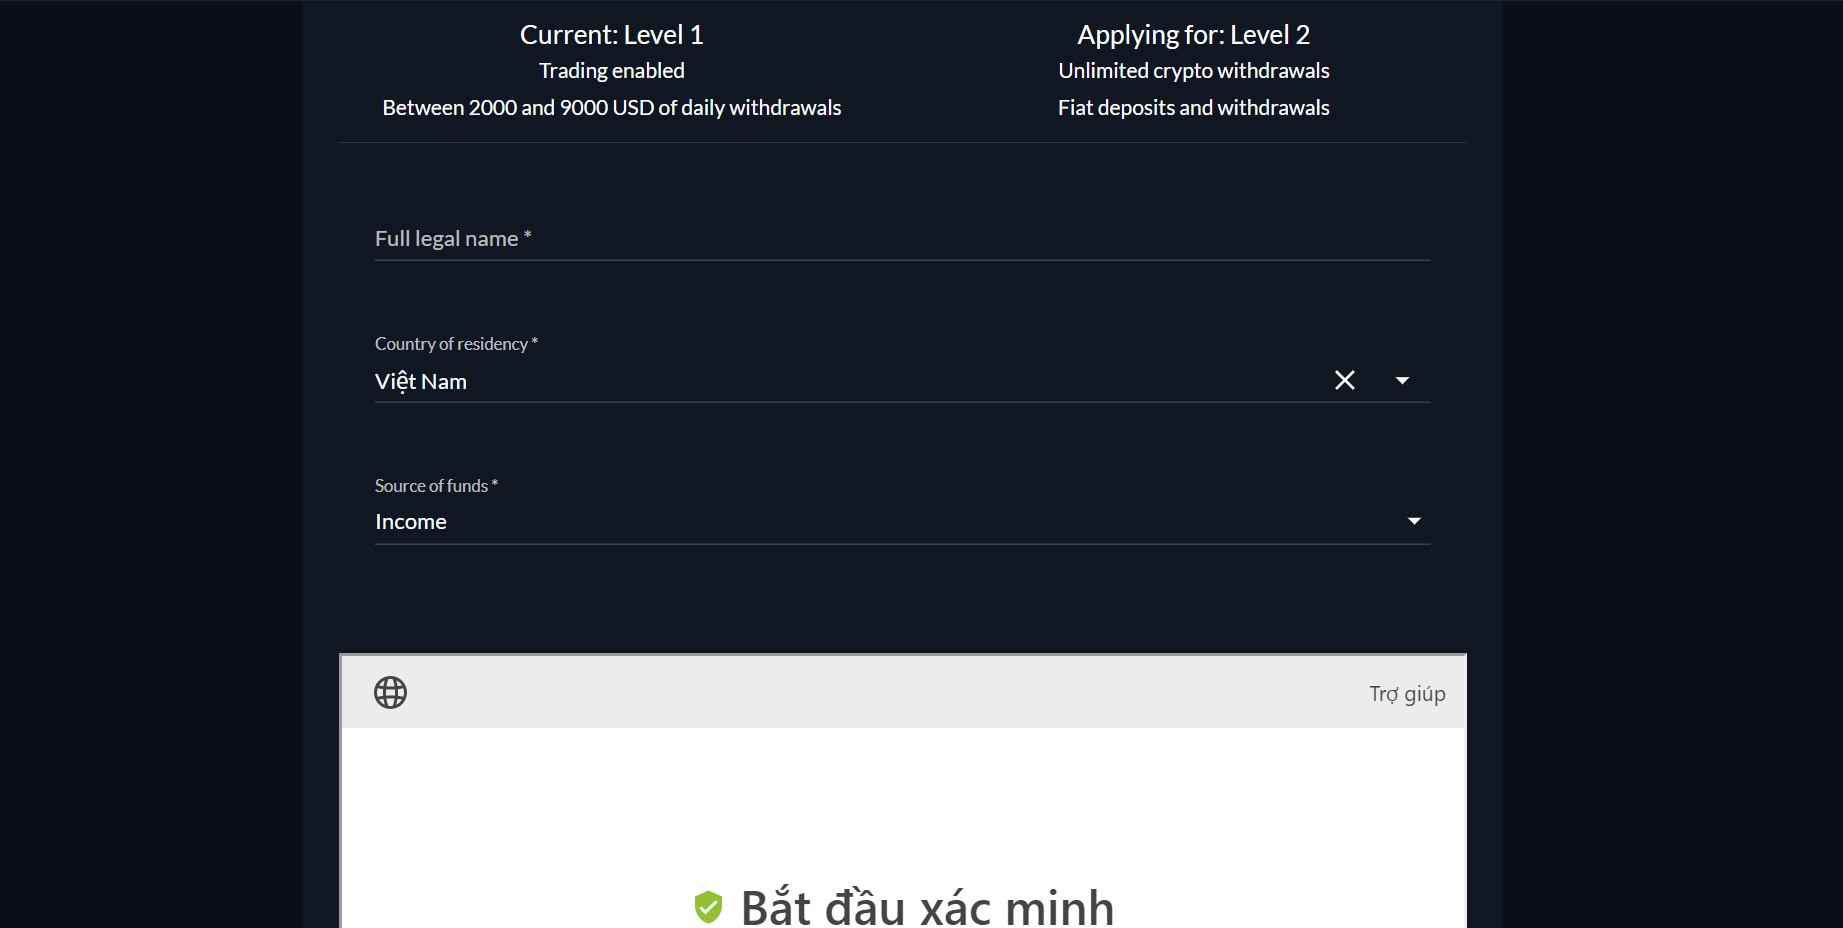 Current: Level 1
Trading enabled
Between 2000 and 9000 USD of daily withdrawals
Applying for: Level 2
Unlimited crypto withdrawals
Fiat deposits and withdrawals
Full legal name *
Country of residency *
Việt Nam
Source of funds *
Income
Trợ giúp
Bắt đầu xác minh